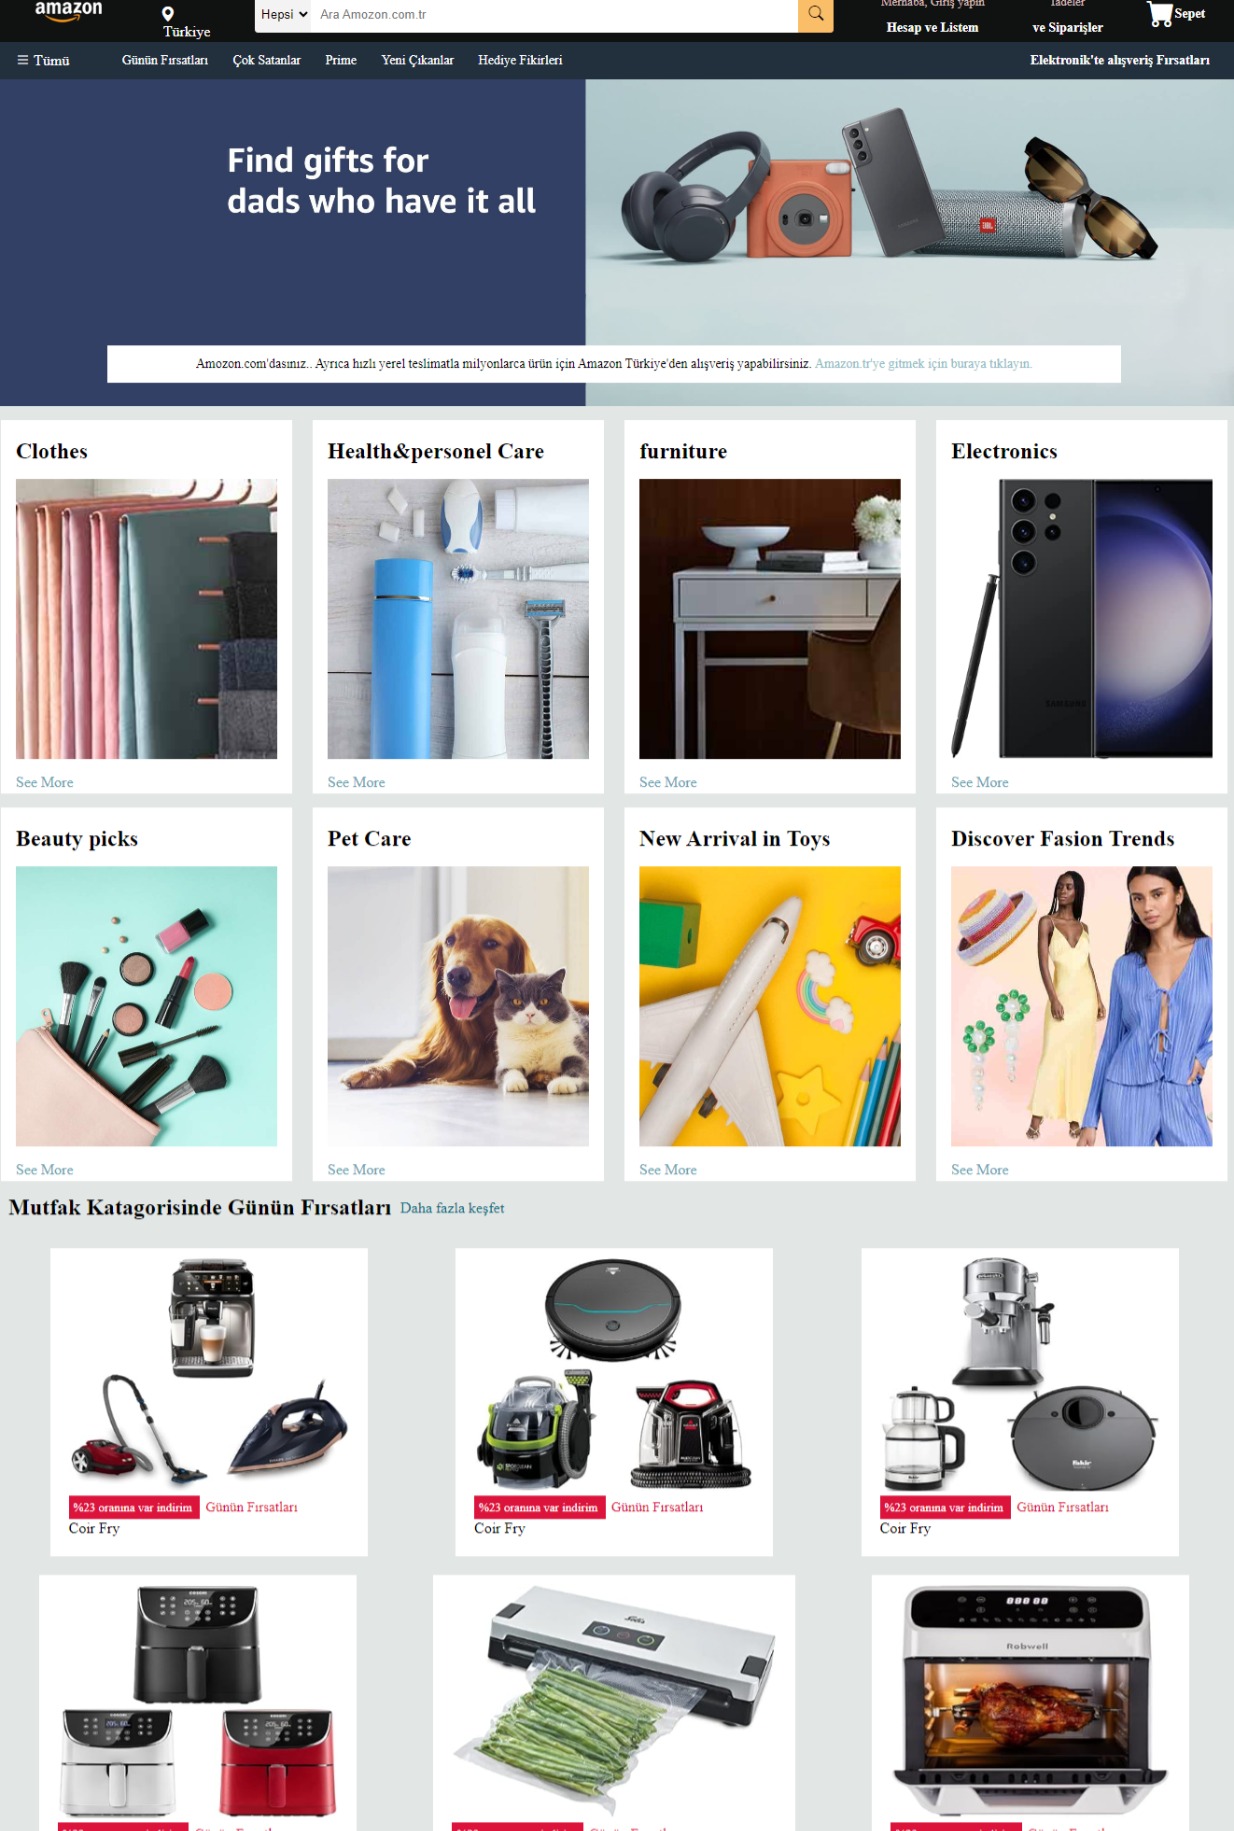 amazon
Türkiye
Hepsi
Ara Amozon.com.tr
Merhaba, Giriş yapın
Hesap ve Listem
İadeler
ve Siparişler
Sepet
☰ Tümü
Günün Fırsatları
Çok Satanlar
Prime
Yeni Çıkanlar
Hediye Fikirleri
Elektronik'te alışveriş Fırsatları
Find gifts for
dads who have it all
JBL
Amozon.com'dasınız.. Ayrıca hızlı yerel teslimatla milyonlarca ürün için Amazon Türkiye'den alışveriş yapabilirsiniz. Amazon.tr'ye gitmek için buraya tıklayın.
Clothes
Health&personel Care
furniture
Electronics
SAMSUNG
See More
See More
See More
See More
Beauty picks
Pet Care
New Arrival in Toys
Discover Fasion Trends
See More
See More
See More
See More
Mutfak Katagorisinde Günün Fırsatları Daha fazla keşfet
%23 oranına var indirim Günün Fırsatları
Coir Fry
%23 oranına var indirim Günün Fırsatları
Coir Fry
Fakir
%23 oranına var indirim Günün Fırsatları
Coir Fry
Solis
Robwell